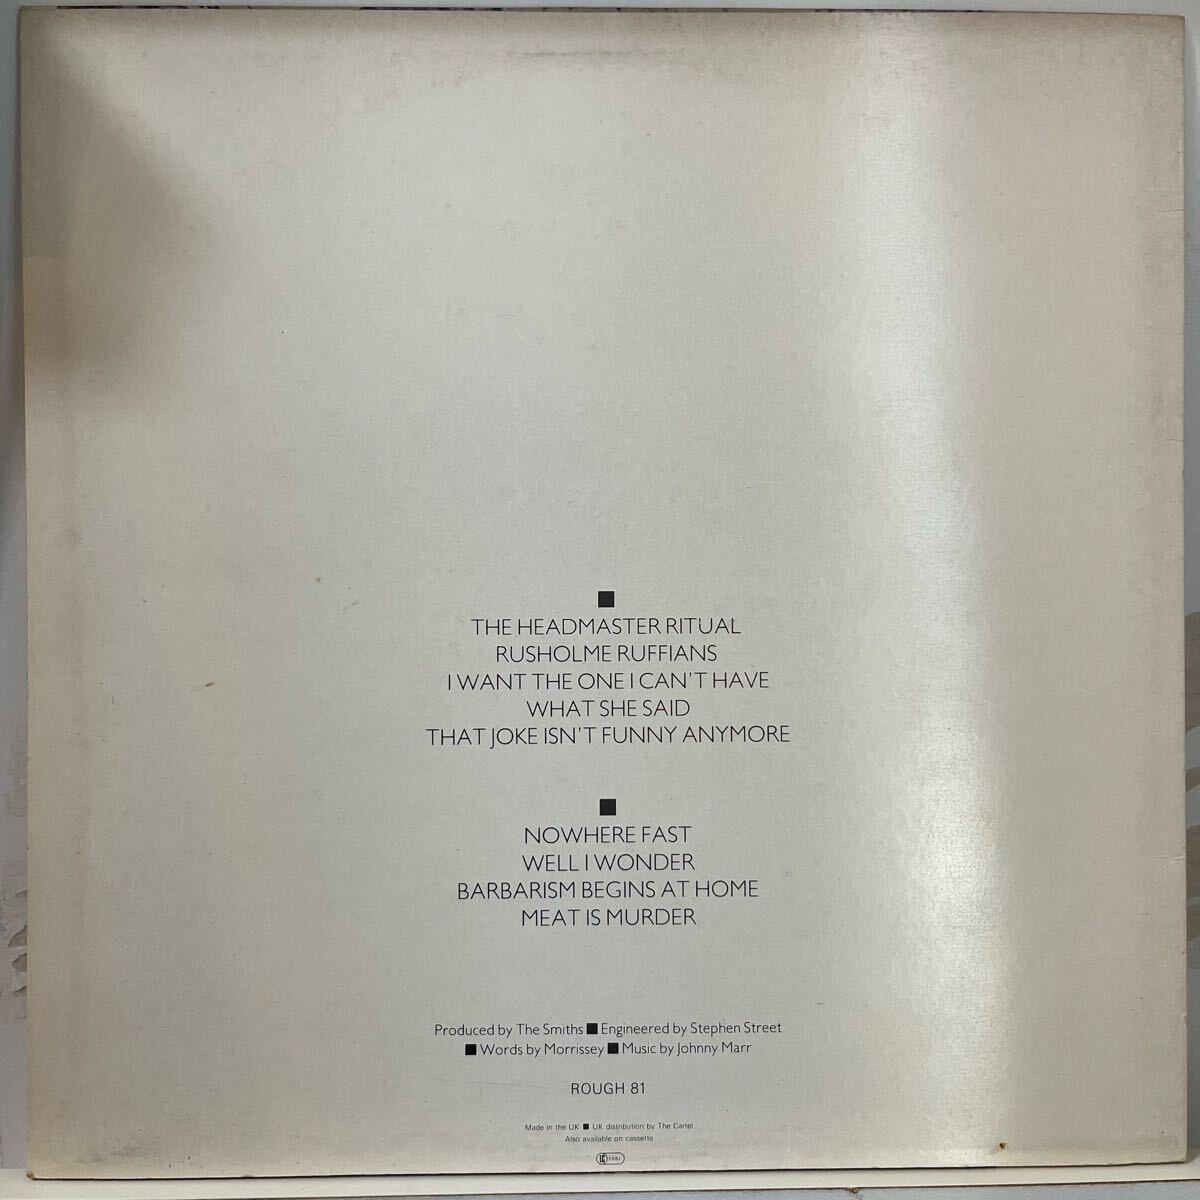 THE HEADMASTER RITUAL
RUSHOLME RUFFIANS
I WANT THE ONE I CAN'T HAVE
WHAT SHE SAID
THAT JOKE ISN'T FUNNY ANYMORE
NOWHERE FAST
WELL I WONDER
BARBARISM BEGINS AT HOME
MEAT IS MURDER
Produced by The Smiths ■ Engineered by Stephen Street
■ Words by Morrissey ■ Music by Johnny Marr
ROUGH 81
Made in the UK ■ UK distribution by The Cartel
Also available on cassette
LC